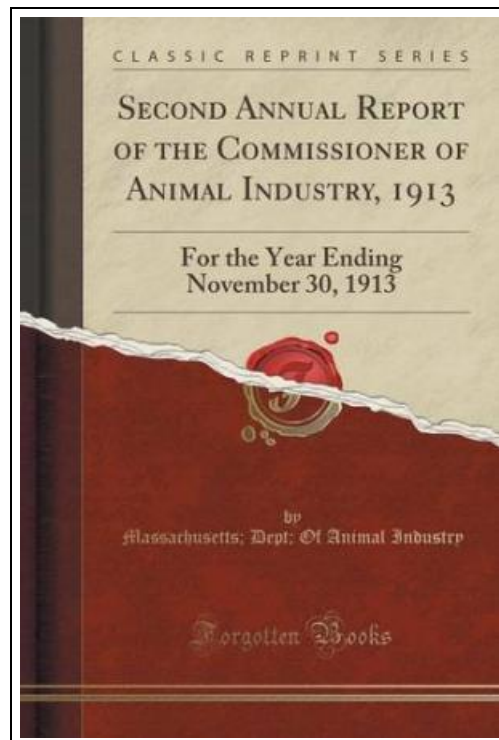 CLASSIC REPRINT SERIES
SECOND ANNUAL REPORT
OF THE COMMISSIONER OF
ANIMAL INDUSTRY, 1913
For the Year Ending
November 30, 1913
F
by
Massachusetts; Dept; Of Animal Industry
Forgotten Books